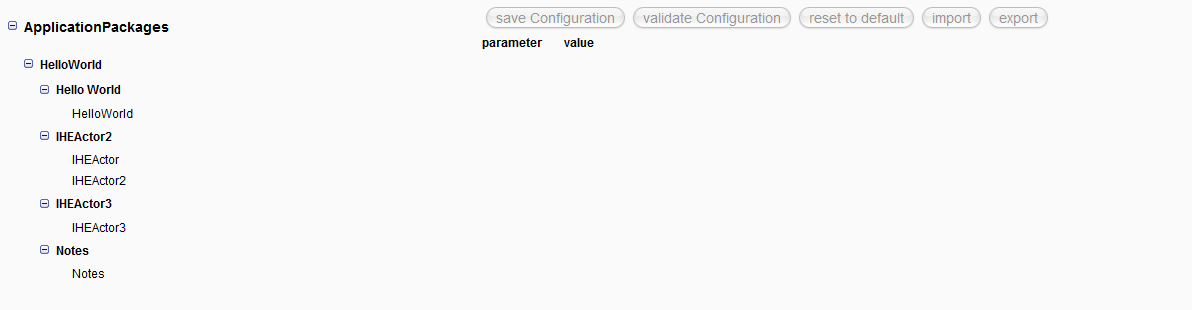 ApplicationPackages
HelloWorld
Hello World
HelloWorld
IHEActor2
IHEActor
IHEActor2
IHEActor3
IHEActor3
Notes
Notes
save Configuration validate Configuration reset to default import export
parameter value